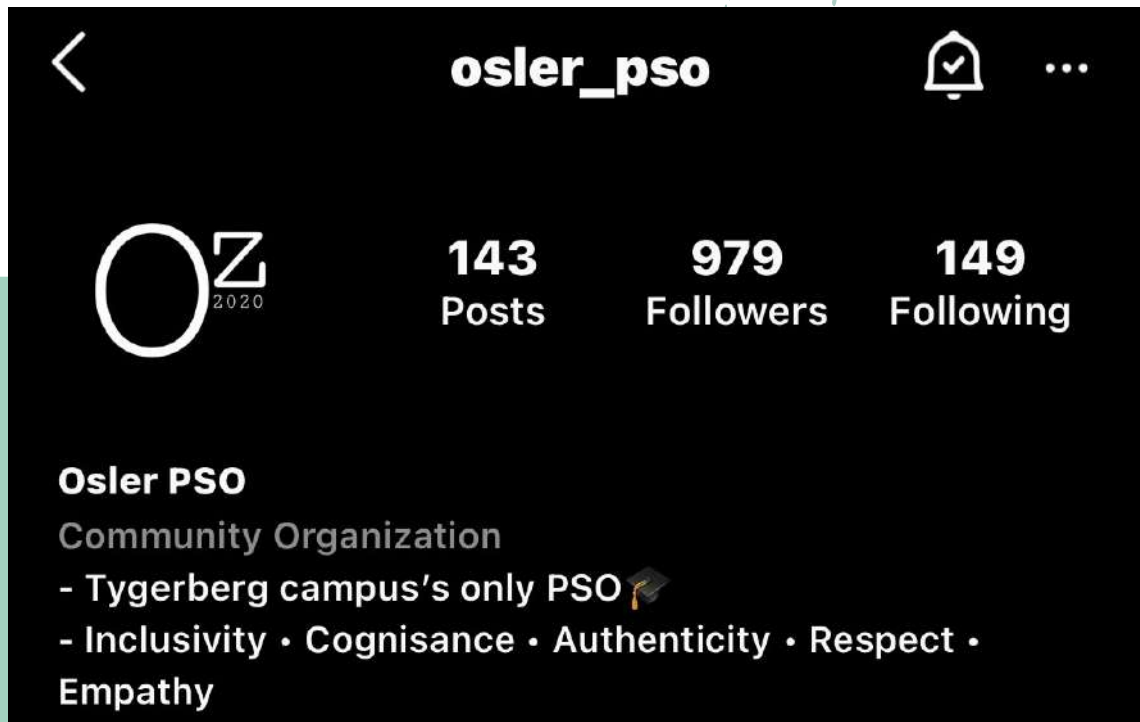 osler_pso
OZ
2020
143 979 149
Posts Followers Following
Osler PSO
Community Organization
- Tygerberg campus's only PSO🎓
- Inclusivity • Cognisance • Authenticity • Respect •
Empathy